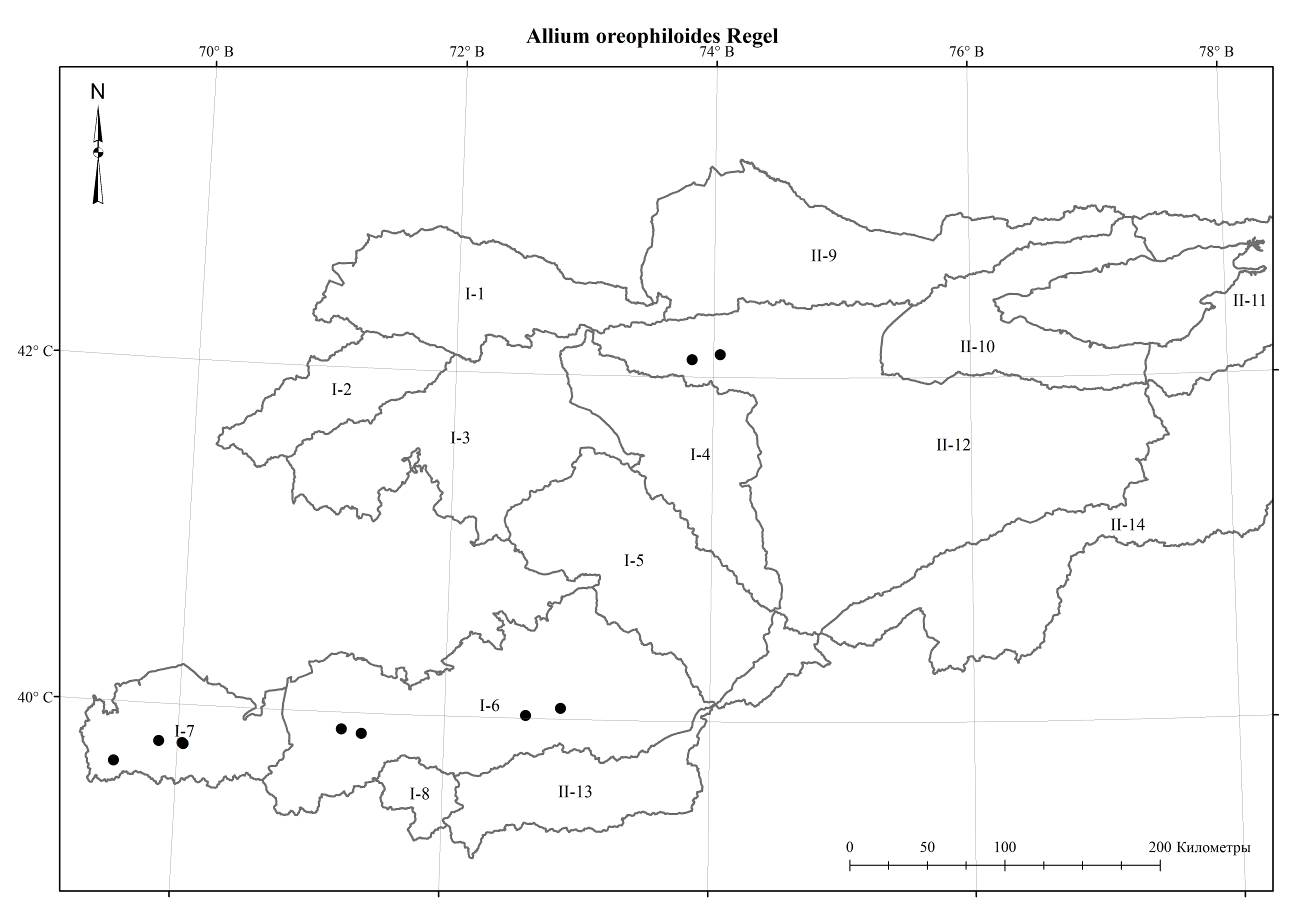 Allium oreophiloides Regel
70° В
72° В
74° В
76° В
78° В
N
II-9
I-1
II-11
42° С
II-10
I-2
I-3
I-4
II-12
II-14
I-5
40° С
I-6
I-7
I-8
II-13
0
50
100
200 Километры